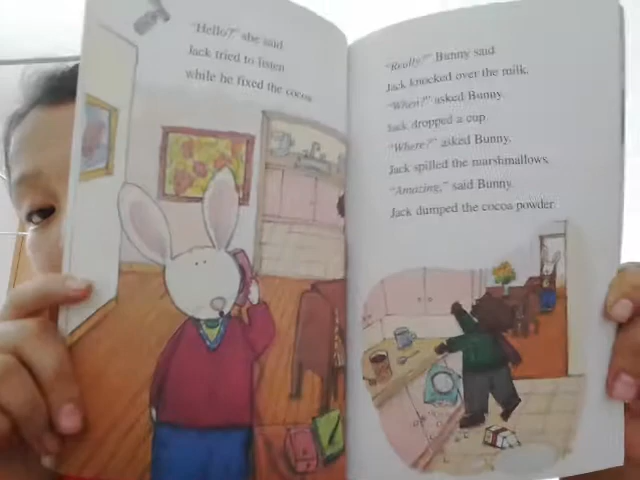 "Hello?" she said
Jack tried to listen
while he fixed the cocoa
"Really?" Bunny said
Jack knocked over the milk.
"When?" asked Bunny.
Jack dropped a cup
"Where?" asked Bunny.
Jack spilled the marshmallows.
"Amazing," said Bunny.
Jack dumped the cocoa powder